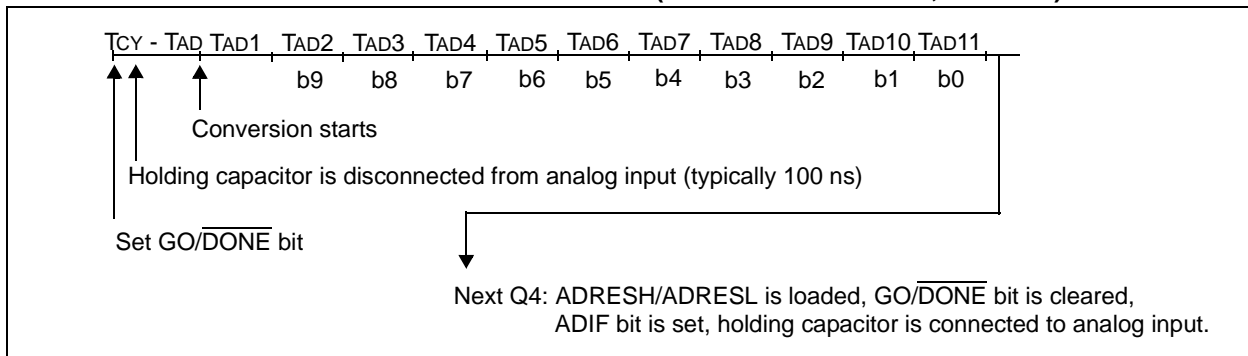 TCY - TAD TAD1 TAD2 TAD3 TAD4 TAD5 TAD6 TAD7 TAD8 TAD9 TAD10 TAD11
b9 b8 b7 b6 b5 b4 b3 b2 b1 b0
Conversion starts
Holding capacitor is disconnected from analog input (typically 100 ns)
Set GO/DONE bit
Next Q4: ADRESH/ADRESL is loaded, GO/DONE bit is cleared,
ADIF bit is set, holding capacitor is connected to analog input.